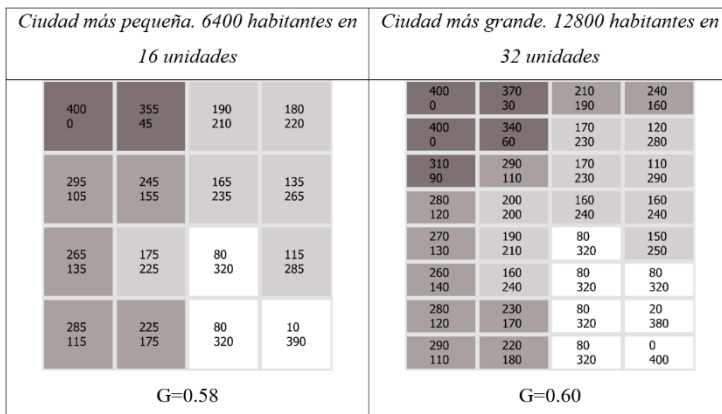 Ciudad más pequeña. 6400 habitantes en
16 unidades
Ciudad más grande. 12800 habitantes en
32 unidades
400 355 190 180
0 45 210 220
295 245 165 135
105 155 235 265
265 175 80 115
135 225 320 285
285 225 80 10
115 175 320 390
G=0.58
400 370 210 240
0 30 190 160
400 340 170 120
0 60 230 280
310 290 170 110
90 110 230 290
280 200 160 160
120 200 240 240
270 190 80 150
130 210 320 250
260 160 80 80
140 240 320 320
280 230 80 20
120 170 320 380
290 220 80 0
110 180 320 400
G=0.60